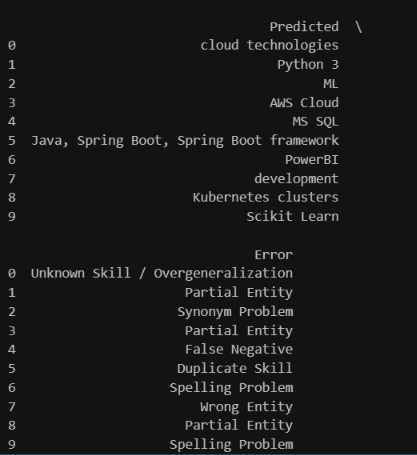 Predicted \
0 cloud technologies
1 Python 3
2 ML
3 AWS Cloud
4 MS SQL
5 Java, Spring Boot, Spring Boot framework
6 PowerBI
7 development
8 Kubernetes clusters
9 Scikit Learn
Error
0 Unknown Skill / Overgeneralization
1 Partial Entity
2 Synonym Problem
3 Partial Entity
4 False Negative
5 Duplicate Skill
6 Spelling Problem
7 Wrong Entity
8 Partial Entity
9 Spelling Problem